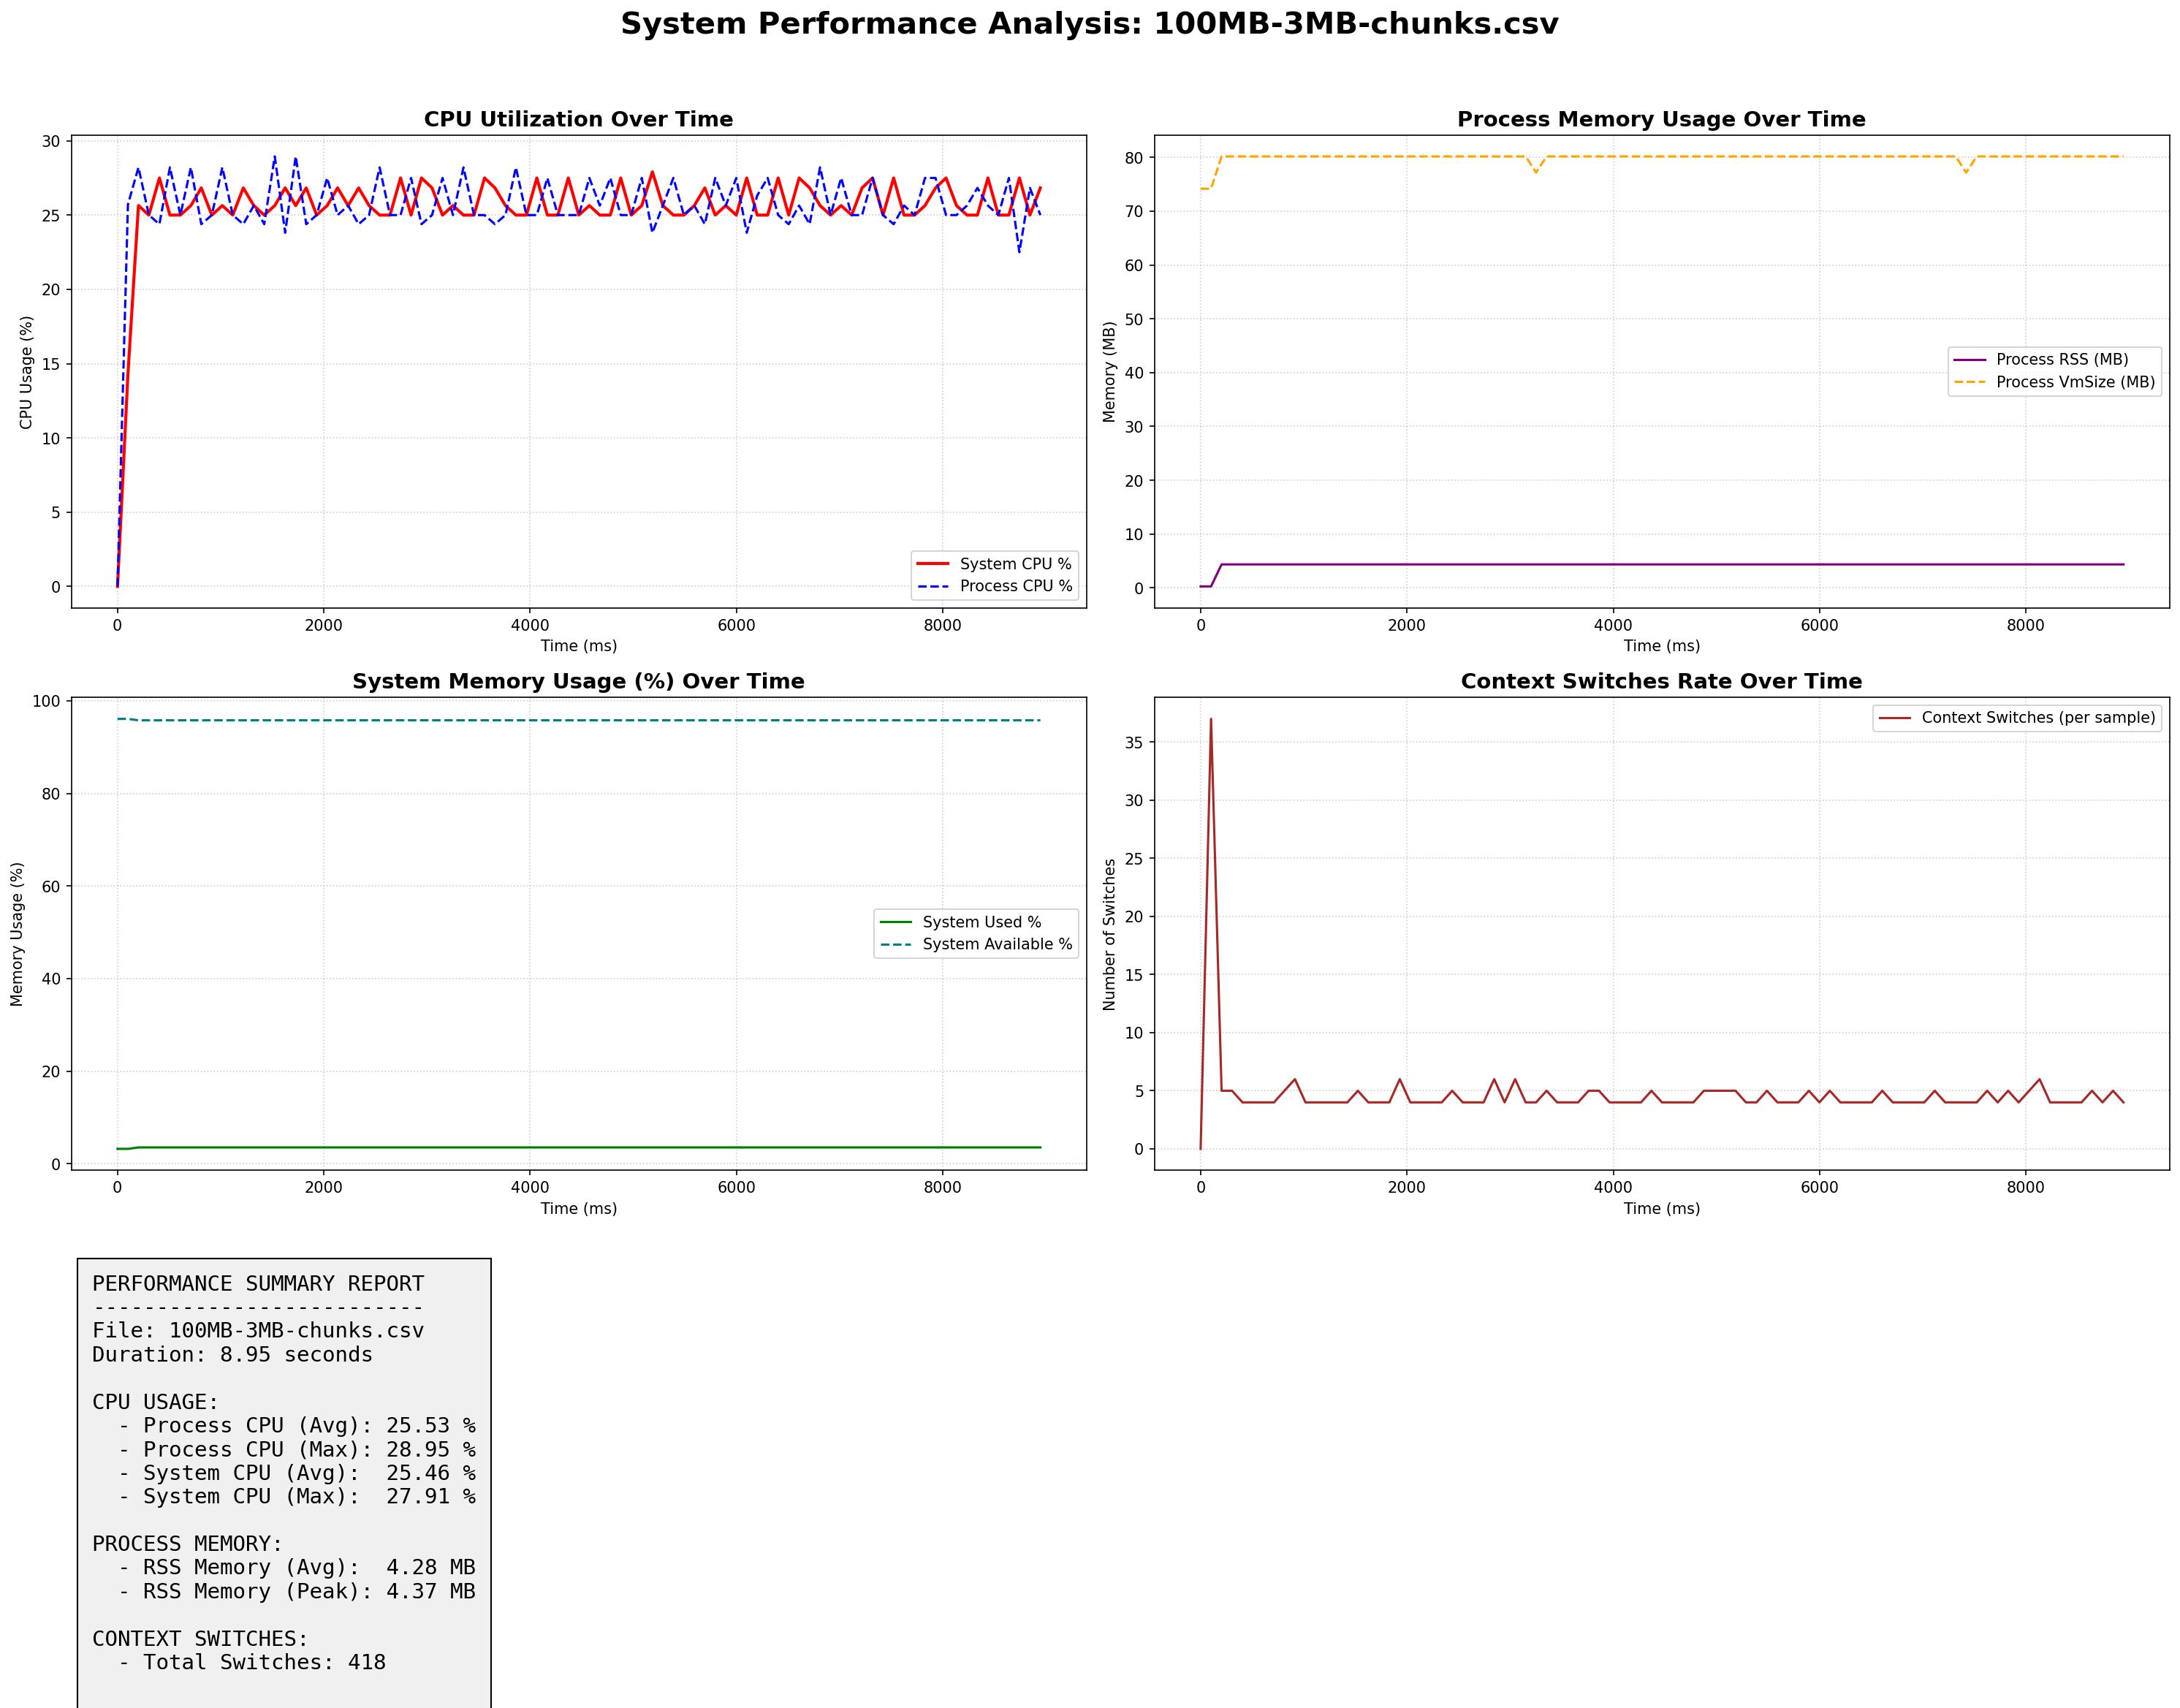 System Performance Analysis: 100MB-3MB-chunks.csv
CPU Utilization Over Time
30
25
20
15
10
5
0
CPU Usage (%)
System CPU %
Process CPU %
0 2000 4000 6000 8000
Time (ms)
Process Memory Usage Over Time
80
70
60
50
40
30
20
10
0
Memory (MB)
Process RSS (MB)
Process VmSize (MB)
0 2000 4000 6000 8000
Time (ms)
System Memory Usage (%) Over Time
100
80
60
40
20
0
Memory Usage (%)
System Used %
System Available %
0 2000 4000 6000 8000
Time (ms)
Context Switches Rate Over Time
Context Switches (per sample)
35
30
25
20
15
10
5
0
Number of Switches
0 2000 4000 6000 8000
Time (ms)
PERFORMANCE SUMMARY REPORT
--------------------------
File: 100MB-3MB-chunks.csv
Duration: 8.95 seconds
CPU USAGE:
- Process CPU (Avg): 25.53 %
- Process CPU (Max): 28.95 %
- System CPU (Avg): 25.46 %
- System CPU (Max): 27.91 %
PROCESS MEMORY:
- RSS Memory (Avg): 4.28 MB
- RSS Memory (Peak): 4.37 MB
CONTEXT SWITCHES:
- Total Switches: 418